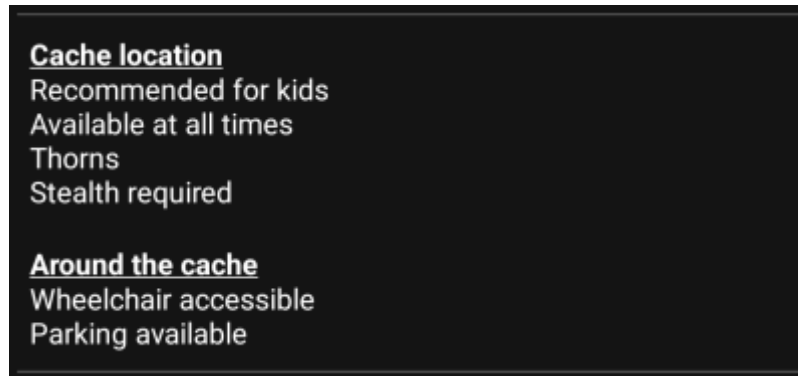 Cache location
Recommended for kids
Available at all times
Thorns
Stealth required
Around the cache
Wheelchair accessible
Parking available